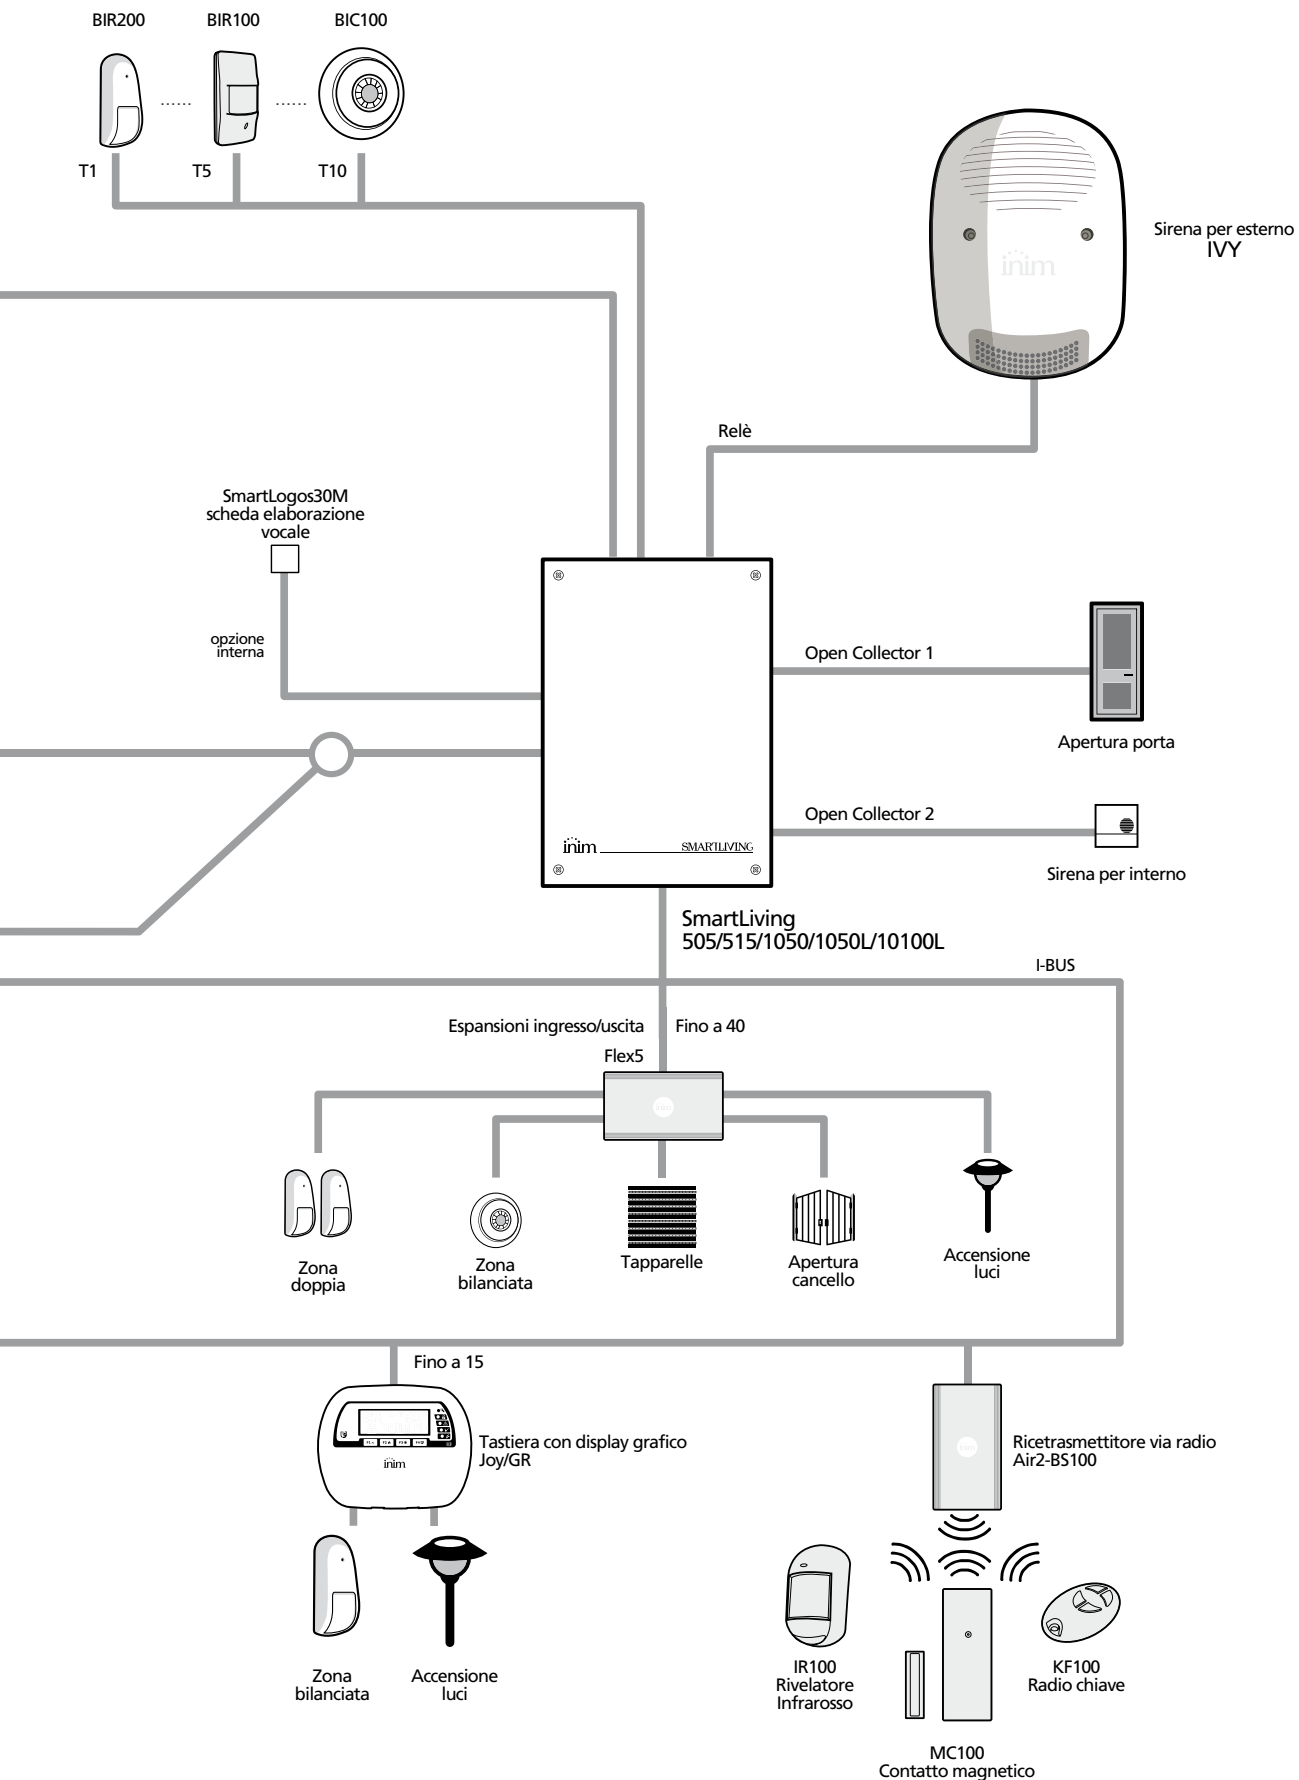 BIR200
BIR100
BIC100
T1
T5
T10
Sirena per esterno
IVY
inim
Relè
SmartLogos30M
scheda elaborazione
vocale
opzione
interna
Open Collector 1
Apertura porta
Open Collector 2
Sirena per interno
inim
SMARTLIVING
SmartLiving
505/515/1050/1050L/10100L
I-BUS
Espansioni ingresso/uscita
Fino a 40
Flex5
Zona
doppia
Zona
bilanciata
Tapparelle
Apertura
cancello
Accensione
luci
Fino a 15
inim
Tastiera con display grafico
Joy/GR
Ricetrasmettitore via radio
Air2-BS100
Zona
bilanciata
Accensione
luci
IR100
Rivelatore
Infrarosso
KF100
Radio chiave
MC100
Contatto magnetico